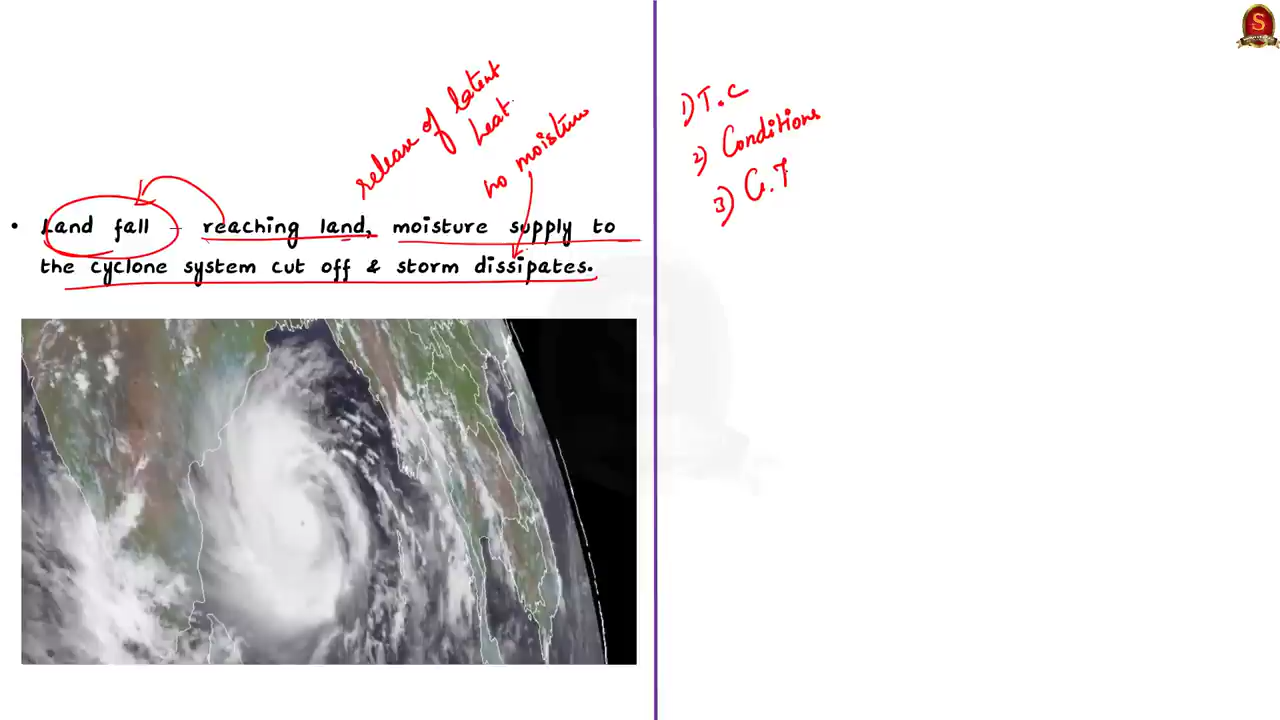 release of latent
heat.
no moisture
• Land fall - reaching land, moisture supply to
the cyclone system cut off & storm dissipates.
1) T.C
2) Conditions
3)
S